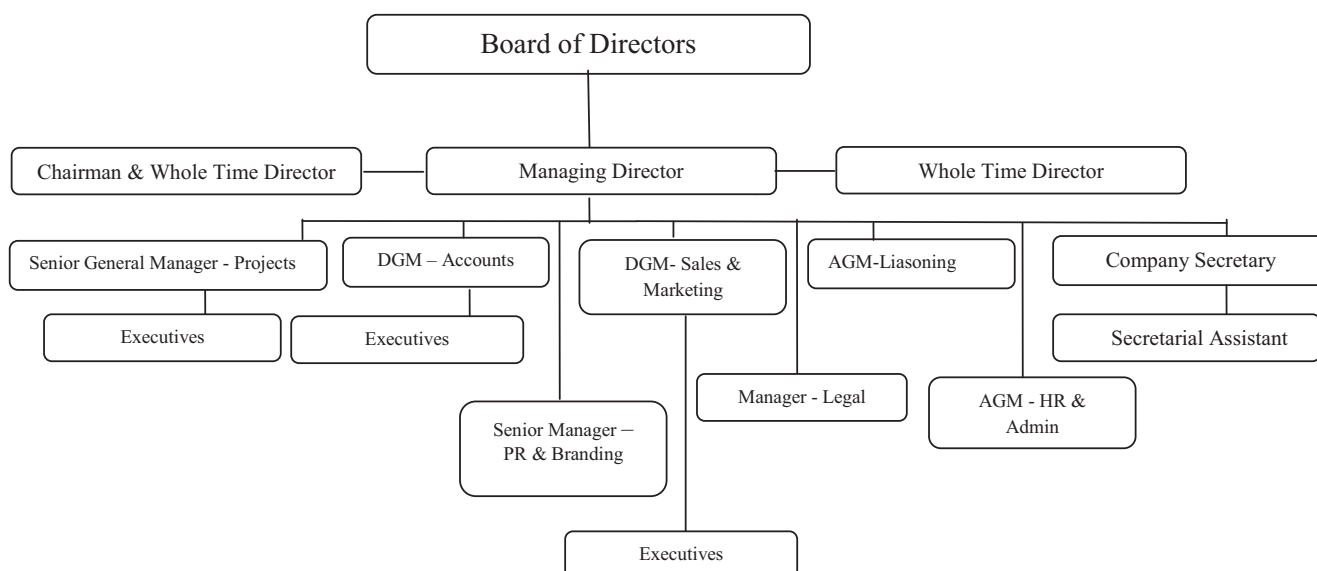 Board of Directors
Chairman & Whole Time Director
Managing Director
Whole Time Director
Senior General Manager - Projects
DGM – Accounts
DGM- Sales &
Marketing
AGM-Liasoning
Company Secretary
Executives
Executives
Secretarial Assistant
Manager - Legal
AGM - HR &
Admin
Senior Manager –
PR & Branding
Executives